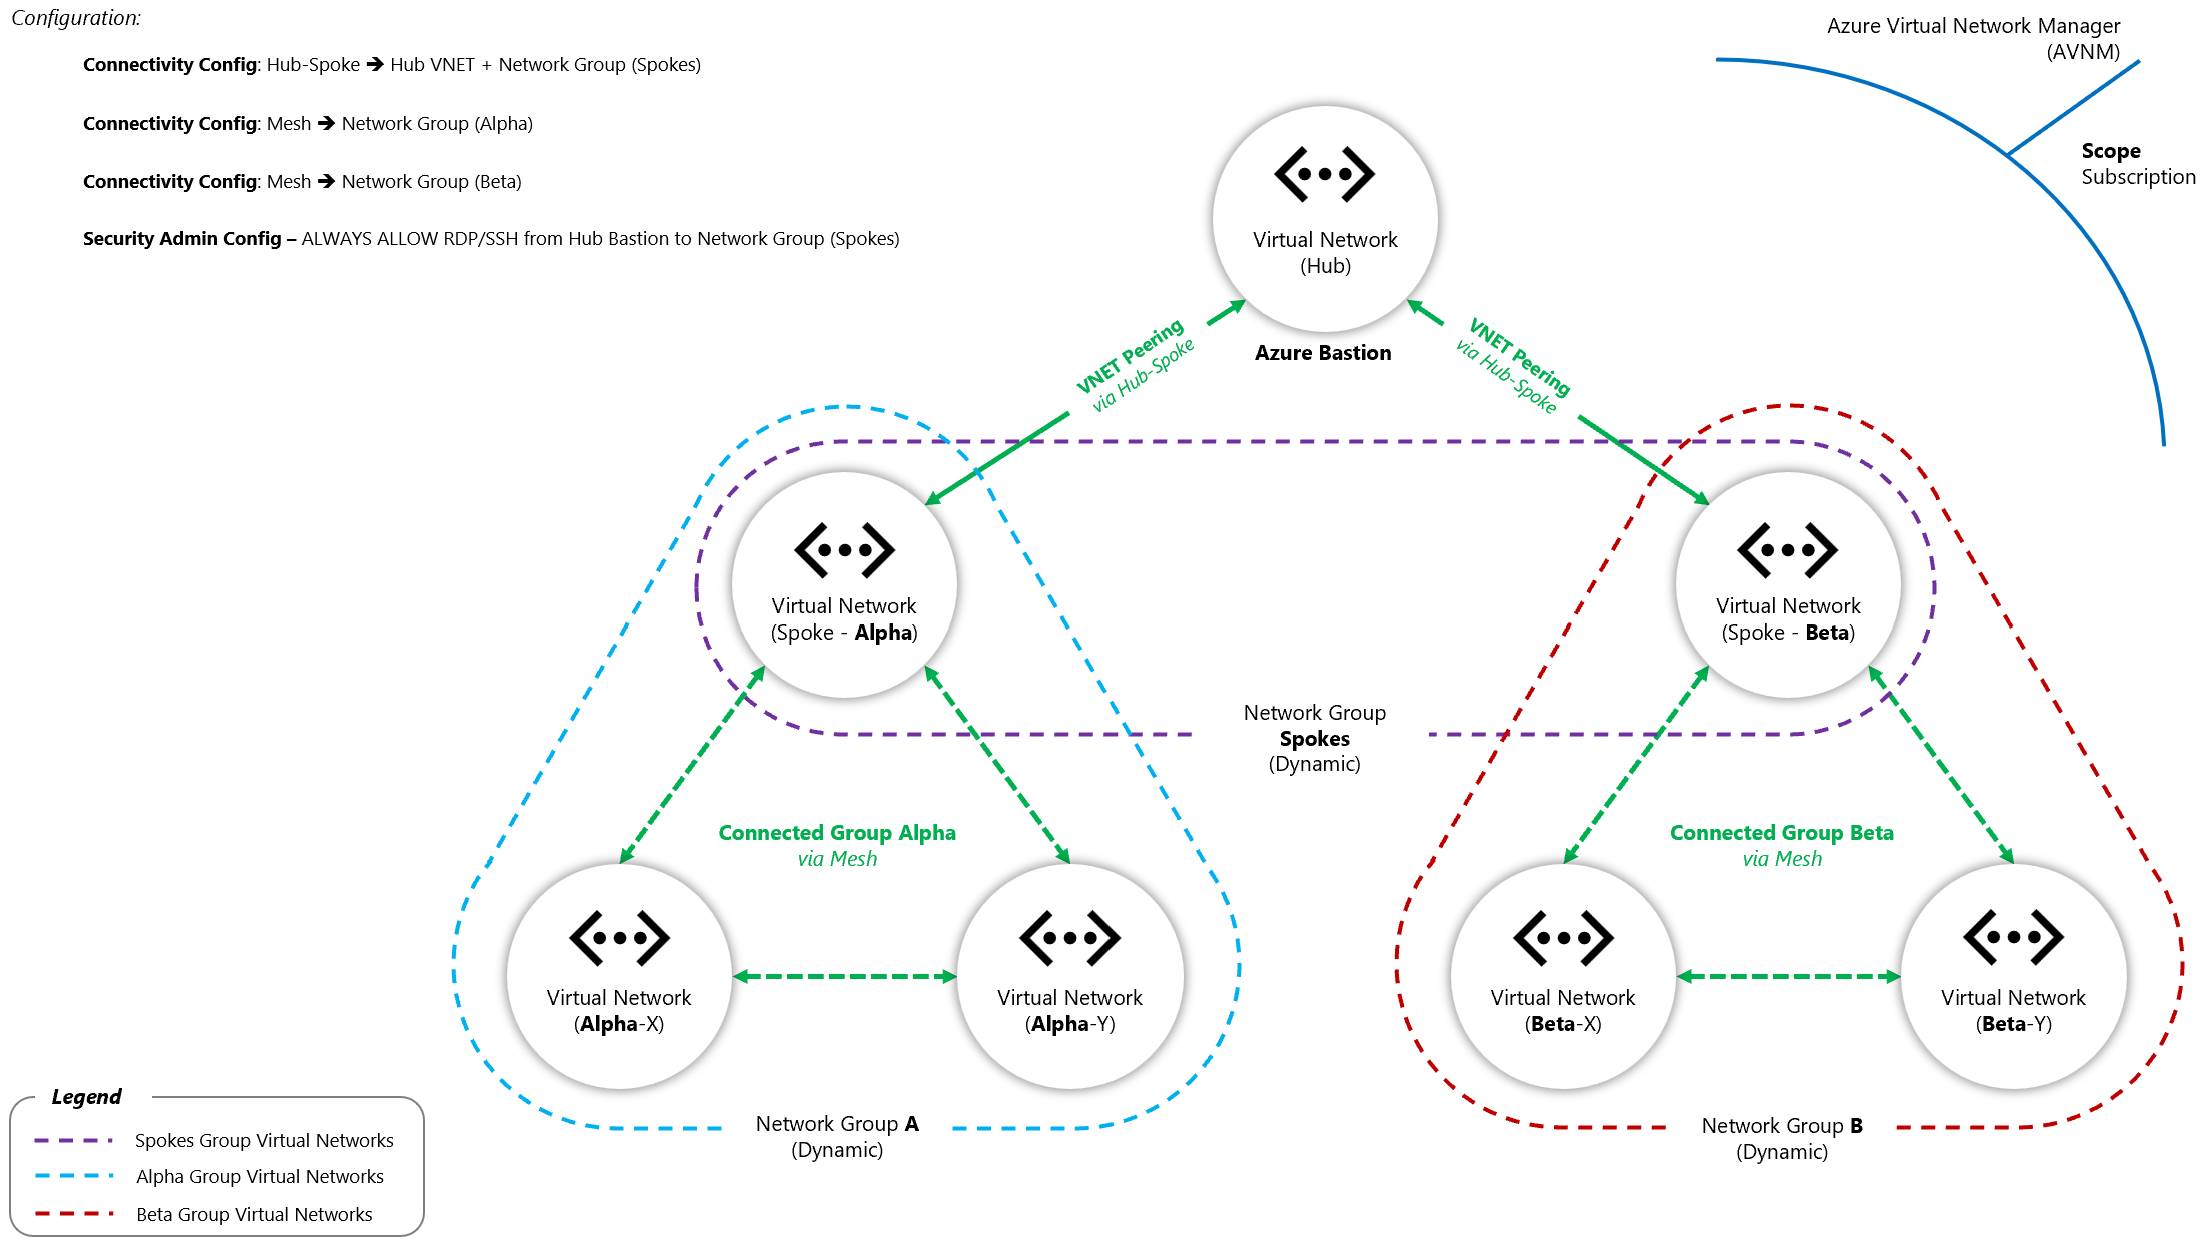 Configuration:
Connectivity Config: Hub-Spoke ➔ Hub VNET + Network Group (Spokes)
Connectivity Config: Mesh ➔ Network Group (Alpha)
Connectivity Config: Mesh ➔ Network Group (Beta)
Security Admin Config – ALWAYS ALLOW RDP/SSH from Hub Bastion to Network Group (Spokes)
Azure Virtual Network Manager
(AVNM)
Scope
Subscription
Virtual Network
(Hub)
Azure Bastion
VNET Peering
via Hub-Spoke
VNET Peering
via Hub-Spoke
Virtual Network
(Spoke - Alpha)
Virtual Network
(Spoke - Beta)
Network Group
Spokes
(Dynamic)
Connected Group Alpha
via Mesh
Connected Group Beta
via Mesh
Virtual Network
(Alpha-X)
Virtual Network
(Alpha-Y)
Virtual Network
(Beta-X)
Virtual Network
(Beta-Y)
Network Group A
(Dynamic)
Network Group B
(Dynamic)
Legend
Spokes Group Virtual Networks
Alpha Group Virtual Networks
Beta Group Virtual Networks